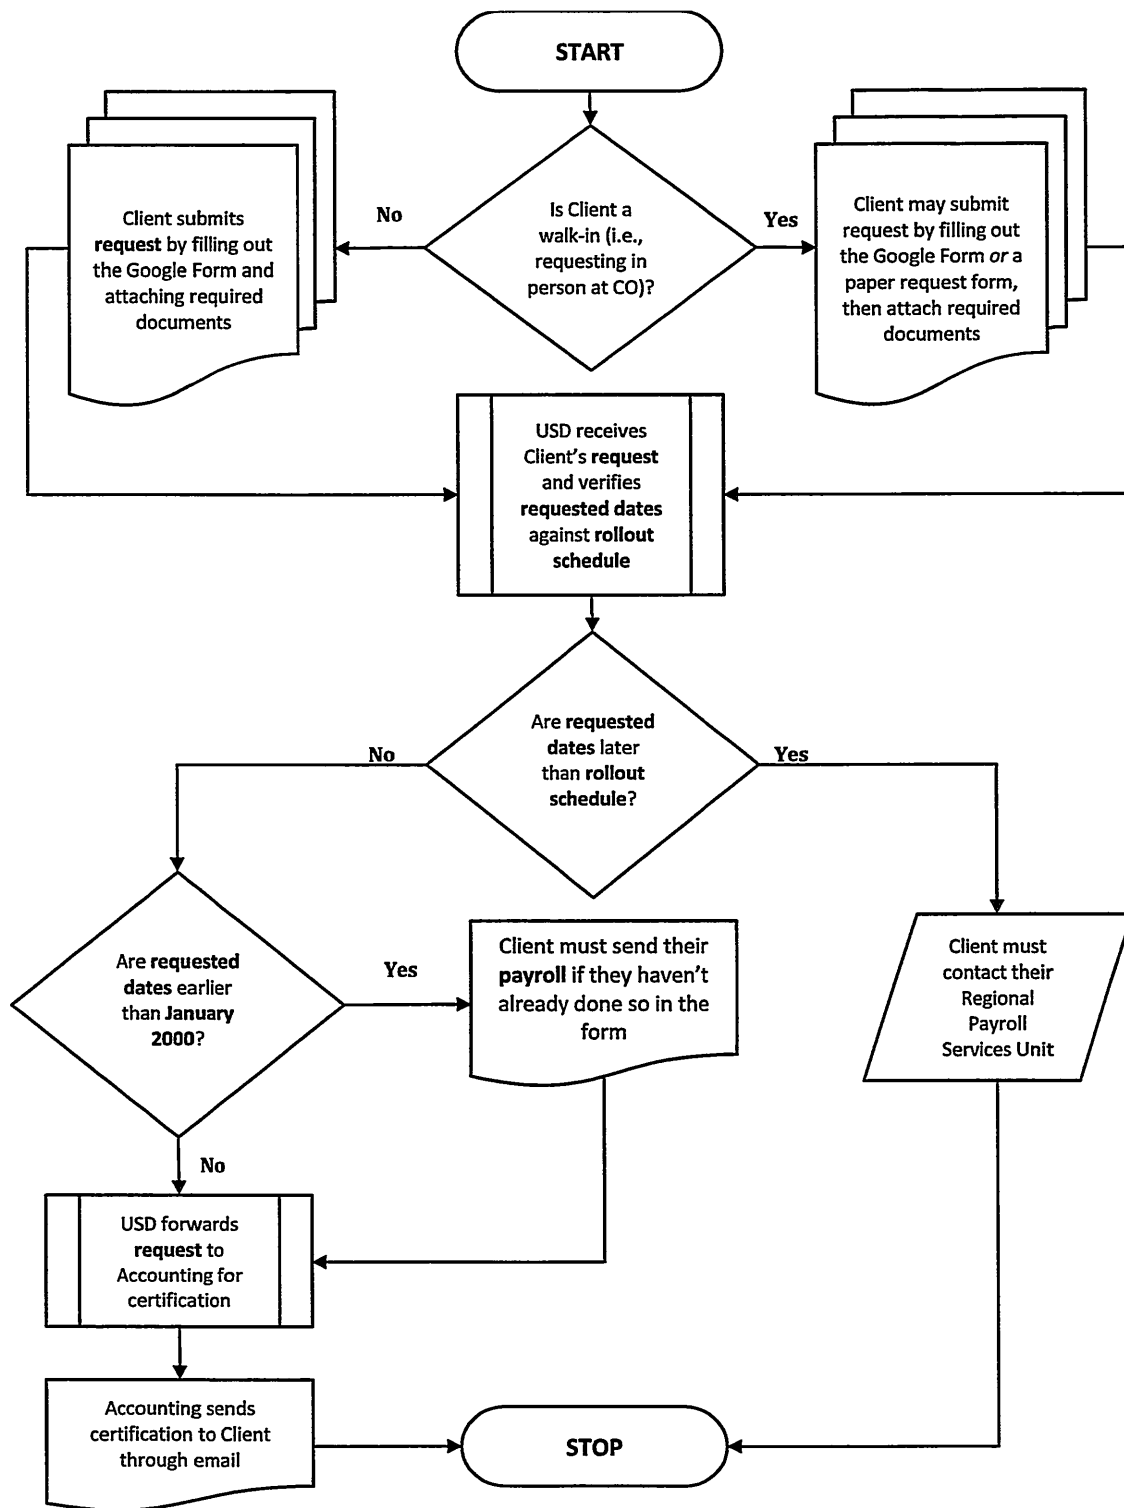 START
No
Yes
Client submits
request by filling out
the Google Form and
attaching required
documents
Is Client a
walk-in (i.e.,
requesting in
person at CO)?
Client may submit
request by filling out
the Google Form or a
paper request form,
then attach required
documents
USD receives
Client's request
and verifies
requested dates
against rollout
schedule
Are requested
dates later
than rollout
schedule?
No
Yes
Are requested
dates earlier
than January
2000?
Yes
Client must send their
payroll if they haven't
already done so in the
form
Client must
contact their
Regional
Payroll
Services Unit
No
USD forwards
request to
Accounting for
certification
Accounting sends
certification to Client
through email
STOP